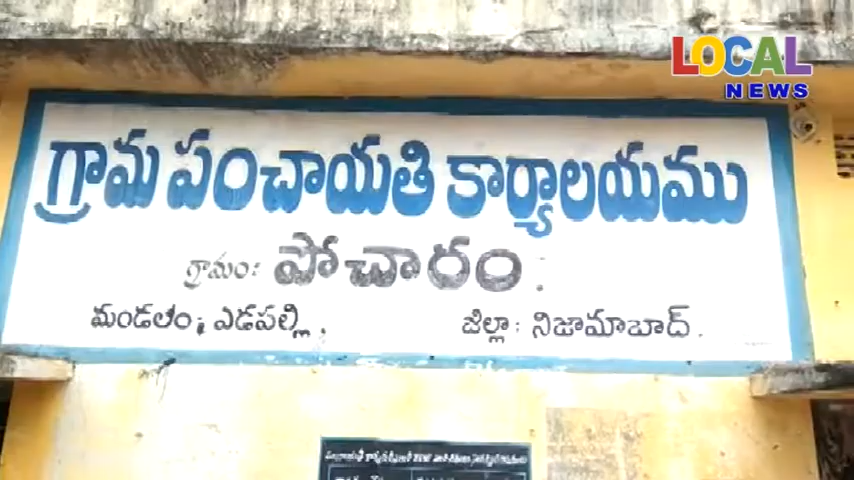 LOCAL
NEWS
గ్రామ పంచాయతి కార్యాలయము
గ్రామం: పోచారం :
మండలం; ఎడపల్లి. జిల్లా: నిజామాబాద్.